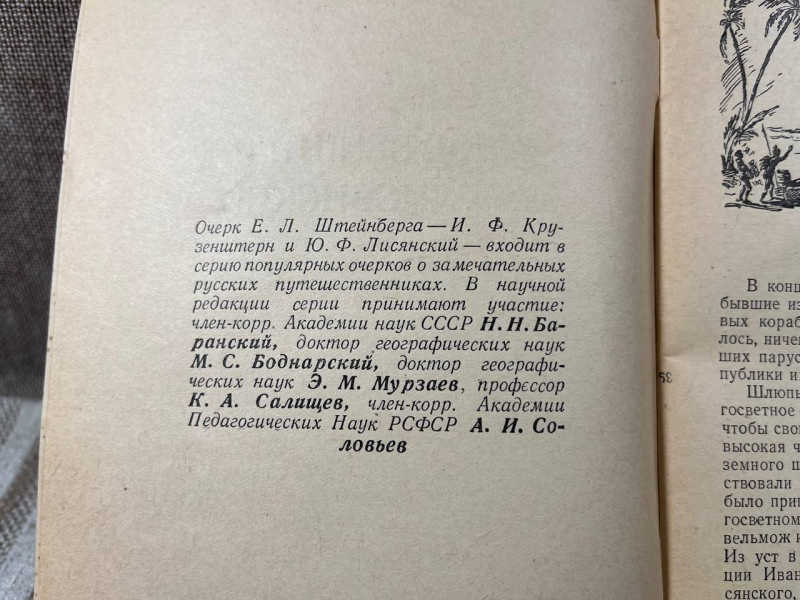 Очерк Е. Л. Штейнберга — И. Ф. Кру-
зенштерн и Ю. Ф. Лисянский — входит в
серию популярных очерков о замечательных
русских путешественниках. В научной
редакции серии принимают участие:
член-корр. Академии наук СССР Н. Н. Ба-
ранский, доктор географических наук
М. С. Боднарский, доктор географи-
ческих наук Э. М. Мурзаев, профессор
К. А. Салищев, член-корр. Академии
Педагогических Наук РСФСР А. И. Со-
ловьев
В конц
бывшие из
вых кораб
лось, ниче
ших парус
публики и
Шлюпы
госветное
чтобы сво
высокая ч
земного ш
ствовали
было при
госветном
вельмож и
Из уст в
ции Иван
сянского,